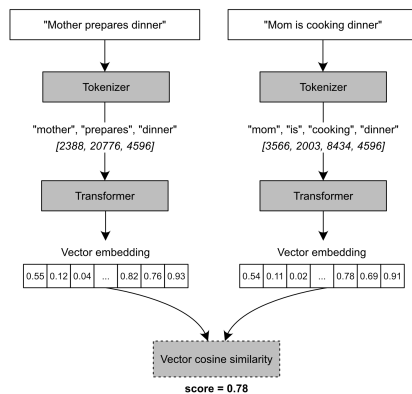 "Mother prepares dinner"
"Mom is cooking dinner"
Tokenizer
Tokenizer
"mother", "prepares", "dinner"
[2388, 20776, 4596]
"mom", "is", "cooking", "dinner"
[3566, 2003, 8434, 4596]
Transformer
Transformer
Vector embedding
Vector embedding
0.55 0.12 0.04 ... 0.82 0.76 0.93
0.54 0.11 0.02 ... 0.78 0.69 0.91
Vector cosine similarity
score = 0.78